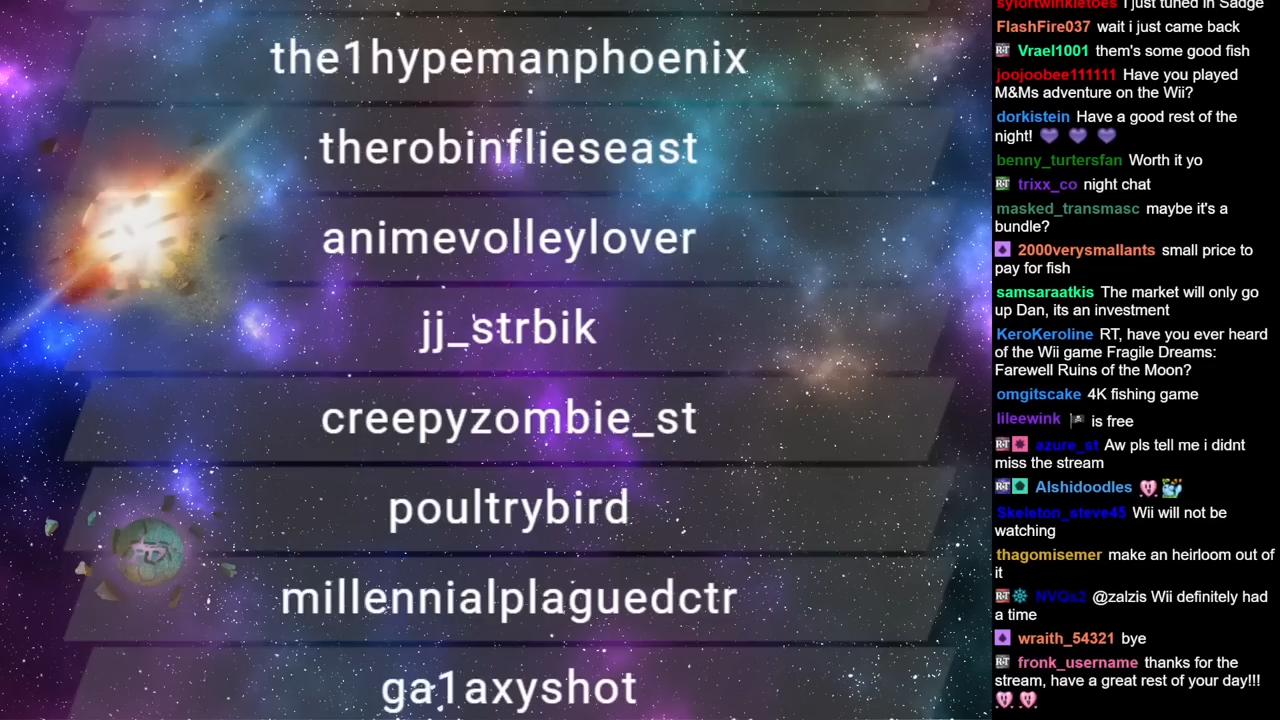 the1hypemanphoenix
therobinflieseast
animevolleylover
jj_strbik
creepyzombie_st
poultrybird
millennialplaguedctr
ga1axyshot
sylortwinkletoes I just tuned in Sadge
FlashFire037 wait i just came back
Vrael1001 them's some good fish
joojoobee111111 Have you played
M&Ms adventure on the Wii?
dorkistein Have a good rest of the
night!
benny_turtersfan Worth it yo
trixx_co night chat
masked_transmasc maybe it's a
bundle?
2000verysmallants small price to
pay for fish
samsaraatkis The market will only go
up Dan, its an investment
KeroKeroline RT, have you ever heard
of the Wii game Fragile Dreams:
Farewell Ruins of the Moon?
omgitscake 4K fishing game
lileewink is free
azure_st Aw pls tell me i didnt
miss the stream
Alshidoodles
Skeleton_steve45 Wii will not be
watching
thagomisemer make an heirloom out of
it
@zalzis Wii definitely had
a time
wraith_54321 bye
fronk_username thanks for the
stream, have a great rest of your day!!!